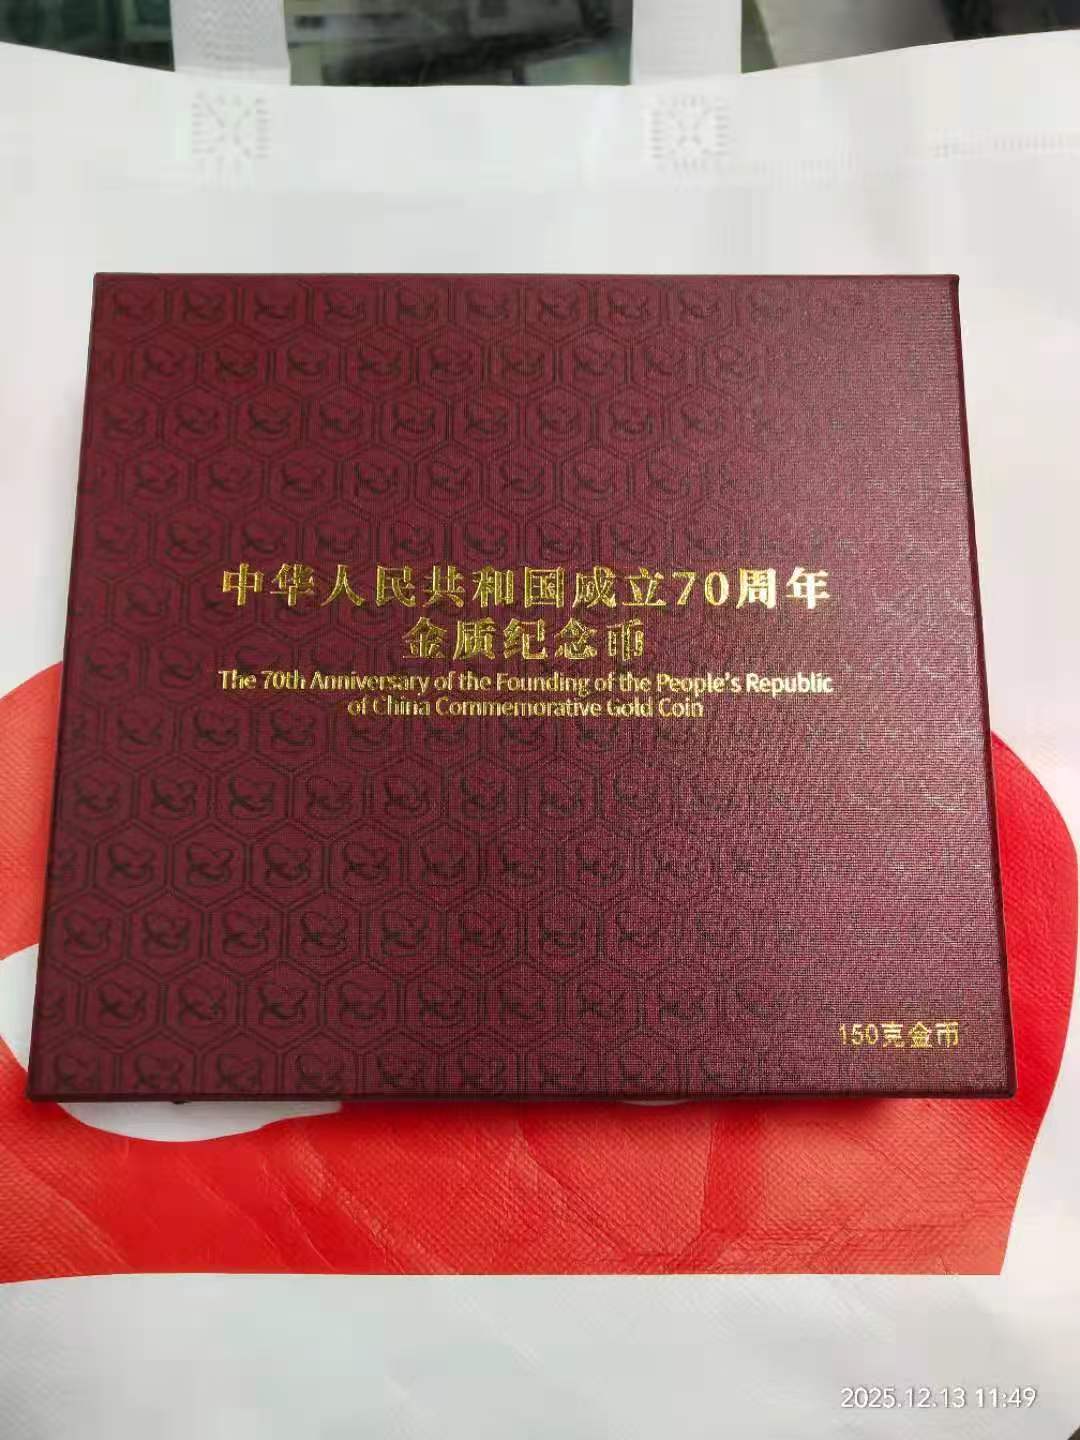 中华人民共和国成立70周年
金质纪念币
The 70th Anniversary of the Founding of the People's Republic
of China Commemorative Gold Coin
150克金币
2025.12.13 11:49